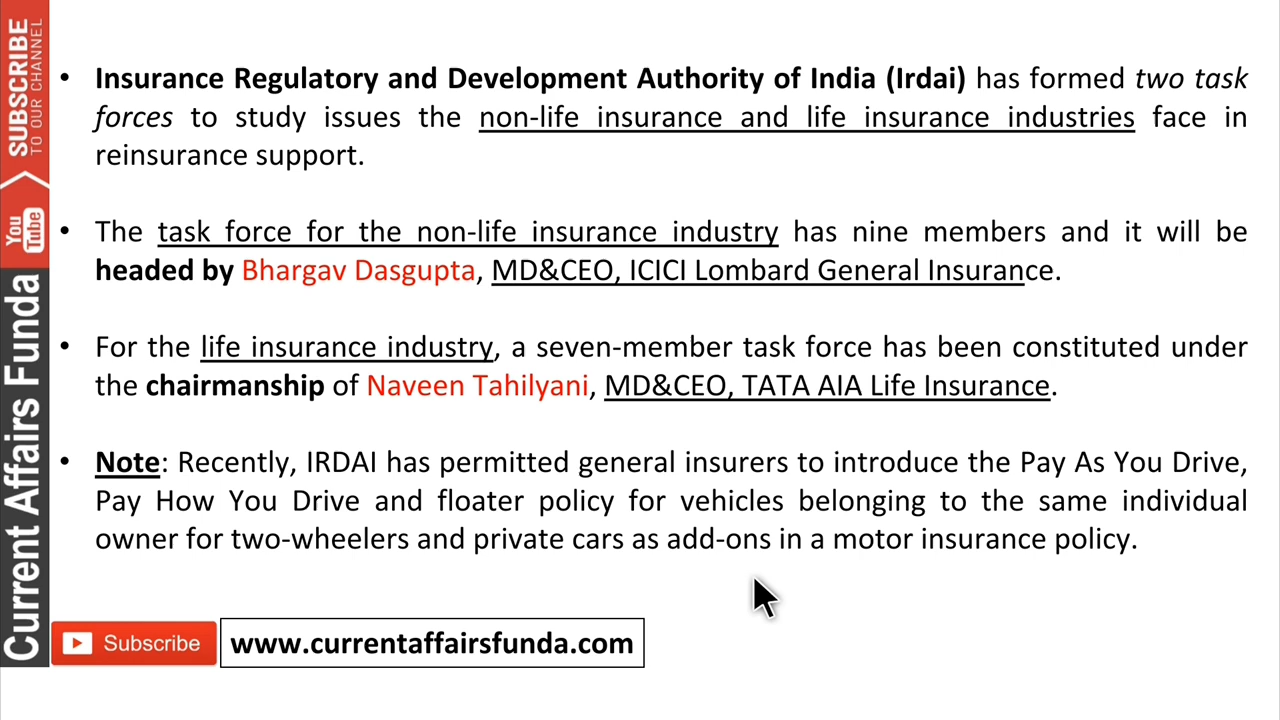 SUBSCRIBE
TO OUR CHANNEL
You
Tube
Current Affairs Funda
• Insurance Regulatory and Development Authority of India (Irdai) has formed two task
forces to study issues the non-life insurance and life insurance industries face in
reinsurance support.
• The task force for the non-life insurance industry has nine members and it will be
headed by Bhargav Dasgupta, MD&CEO, ICICI Lombard General Insurance.
• For the life insurance industry, a seven-member task force has been constituted under
the chairmanship of Naveen Tahilyani, MD&CEO, TATA AIA Life Insurance.
• Note: Recently, IRDAI has permitted general insurers to introduce the Pay As You Drive,
Pay How You Drive and floater policy for vehicles belonging to the same individual
owner for two-wheelers and private cars as add-ons in a motor insurance policy.
Subscribe
www.currentaffairsfunda.com